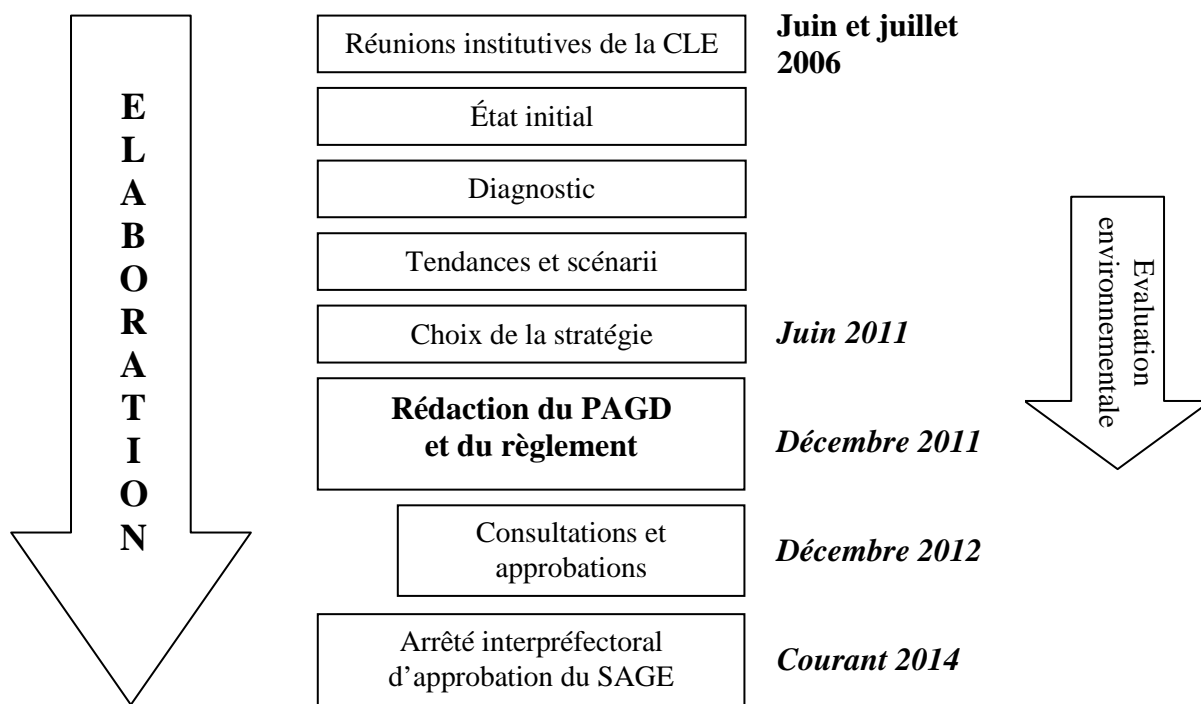 ELABORATION
Réunions institutives de la CLE
Juin et juillet
2006
État initial
Diagnostic
Tendances et scénarii
Choix de la stratégie
Juin 2011
Rédaction du PAGD
et du règlement
Décembre 2011
Consultations et
approbations
Décembre 2012
Arrêté interpréfectoral
d’approbation du SAGE
Courant 2014
Evaluation
environnementale